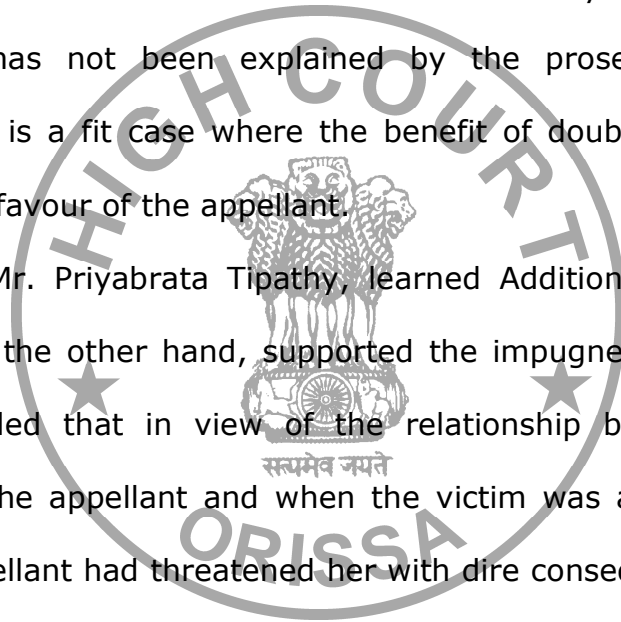 has not been explained by the prose
is a fit case where the benefit of doub
favour of the appellant.
Mr. Priyabrata Tipathy, learned Addition
the other hand, supported the impugne
led that in view of the relationship b
he appellant and when the victim was a
ellant had threatened her with dire conse
HIGH COURT
सत्यमेव जयते
ORISSA